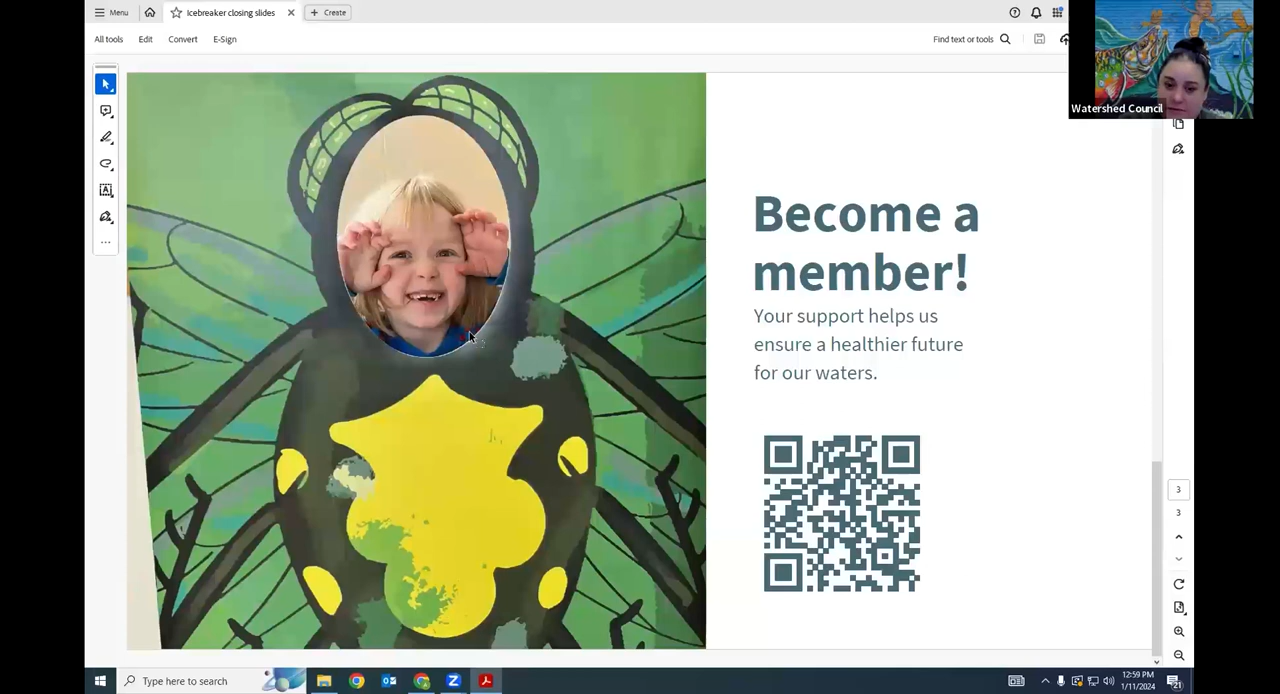 Menu
Icebreaker closing slides
Create
All tools
Edit
Convert
E-Sign
Find text or tools
Watershed Council
Become a
member!
Your support helps us
ensure a healthier future
for our waters.
3
3
Type here to search
12:59 PM
1/11/2024
21